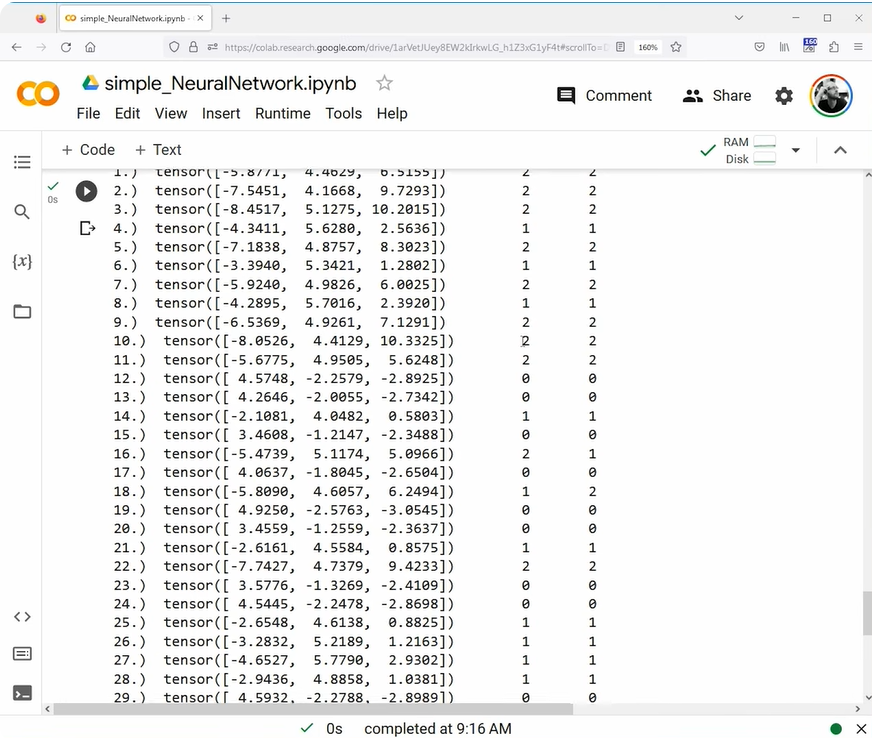 simple_NeuralNetwork.ipynb -
https://colab.research.google.com/drive/1arVetJUey8EW2kIrkwLG_h1Z3xG1yF4t#scrollTo=
160%
160
simple_NeuralNetwork.ipynb
Comment
Share
File Edit View Insert Runtime Tools Help
+ Code + Text
RAM
Disk
0s
{x}
1.) tensor([-5.8771, 4.4629, 6.5155]) 2 2
2.) tensor([-7.5451, 4.1668, 9.7293]) 2 2
3.) tensor([-8.4517, 5.1275, 10.2015]) 2 2
4.) tensor([-4.3411, 5.6280, 2.5636]) 1 1
5.) tensor([-7.1838, 4.8757, 8.3023]) 2 2
6.) tensor([-3.3940, 5.3421, 1.2802]) 1 1
7.) tensor([-5.9240, 4.9826, 6.0025]) 2 2
8.) tensor([-4.2895, 5.7016, 2.3920]) 1 1
9.) tensor([-6.5369, 4.9261, 7.1291]) 2 2
10.) tensor([-8.0526, 4.4129, 10.3325]) 2 2
11.) tensor([-5.6775, 4.9505, 5.6248]) 2 2
12.) tensor([ 4.5748, -2.2579, -2.8925]) 0 0
13.) tensor([ 4.2646, -2.0055, -2.7342]) 0 0
14.) tensor([-2.1081, 4.0482, 0.5803]) 1 1
15.) tensor([ 3.4608, -1.2147, -2.3488]) 0 0
16.) tensor([-5.4739, 5.1174, 5.0966]) 2 1
17.) tensor([ 4.0637, -1.8045, -2.6504]) 0 0
18.) tensor([-5.8090, 4.6057, 6.2494]) 1 2
19.) tensor([ 4.9250, -2.5763, -3.0545]) 0 0
20.) tensor([ 3.4559, -1.2559, -2.3637]) 0 0
21.) tensor([-2.6161, 4.5584, 0.8575]) 1 1
22.) tensor([-7.7427, 4.7379, 9.4233]) 2 2
23.) tensor([ 3.5776, -1.3269, -2.4109]) 0 0
24.) tensor([ 4.5445, -2.2478, -2.8698]) 0 0
25.) tensor([-2.6548, 4.6138, 0.8825]) 1 1
26.) tensor([-3.2832, 5.2189, 1.2163]) 1 1
27.) tensor([-4.6527, 5.7790, 2.9302]) 1 1
28.) tensor([-2.9436, 4.8858, 1.0381]) 1 1
29.) tensor([ 4.5932, -2.2788, -2.8989]) 0 0
0s completed at 9:16 AM